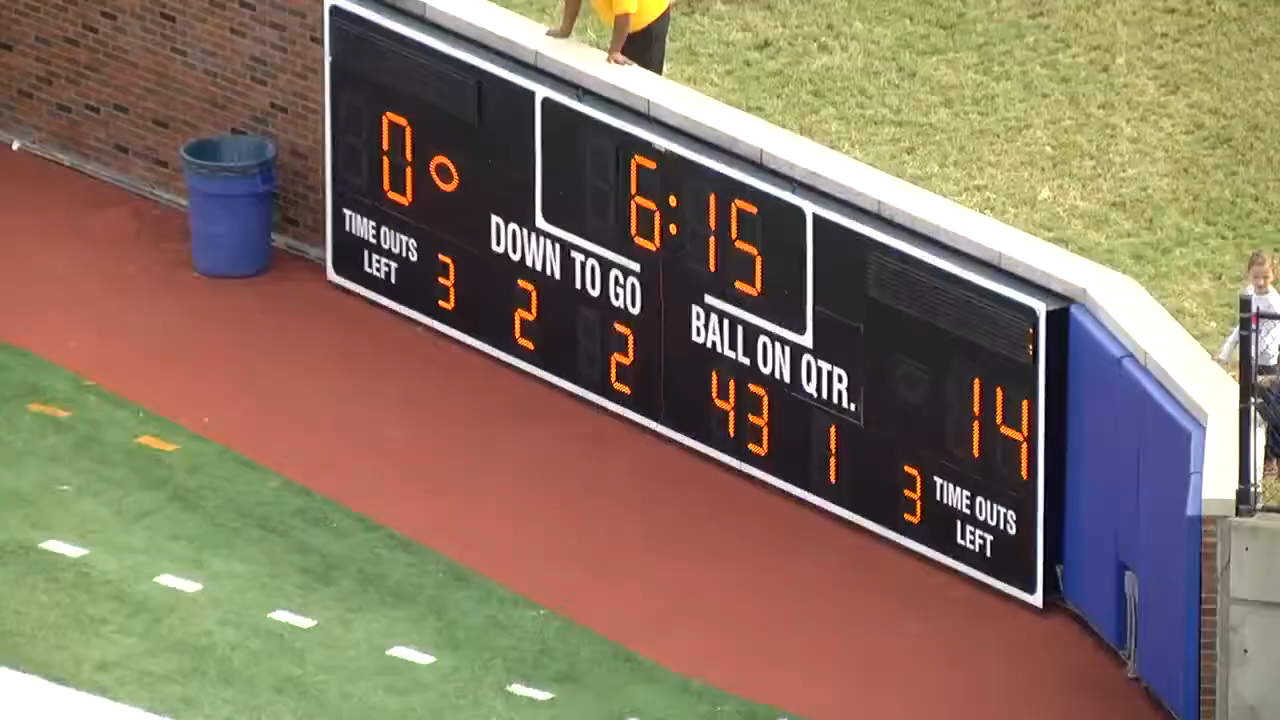 0
6:15
14
TIME OUTS
LEFT
3
DOWN TO GO
2 2
BALL ON QTR.
43 1
3
TIME OUTS
LEFT